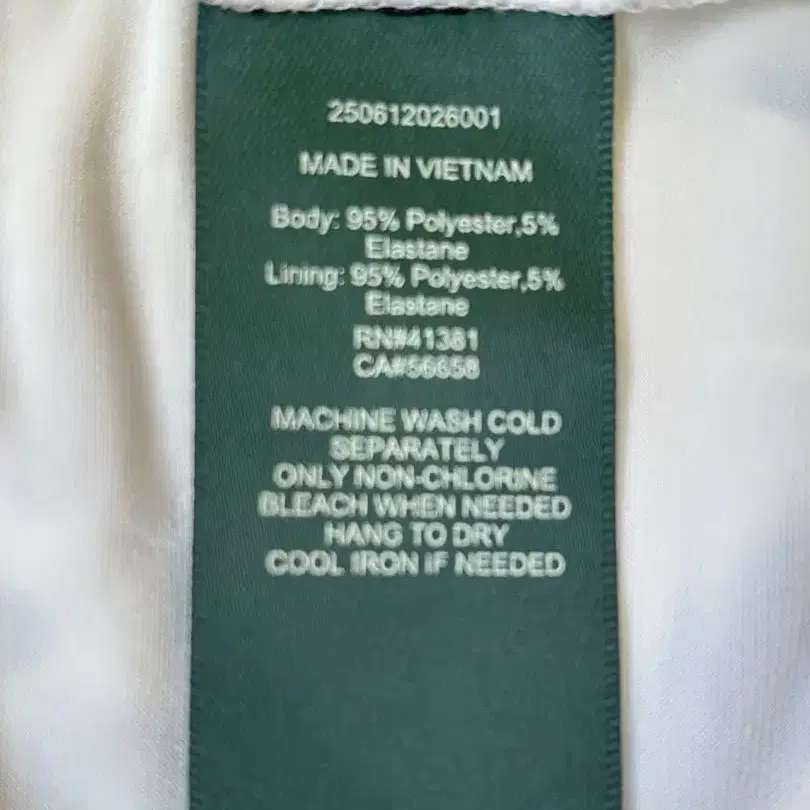 250612026001
MADE IN VIETNAM
Body: 95% Polyester,5%
Elastane
Lining: 95% Polyester,5%
Elastane
RN#41381
CA#56658
MACHINE WASH COLD
SEPARATELY
ONLY NON-CHLORINE
BLEACH WHEN NEEDED
HANG TO DRY
COOL IRON IF NEEDED